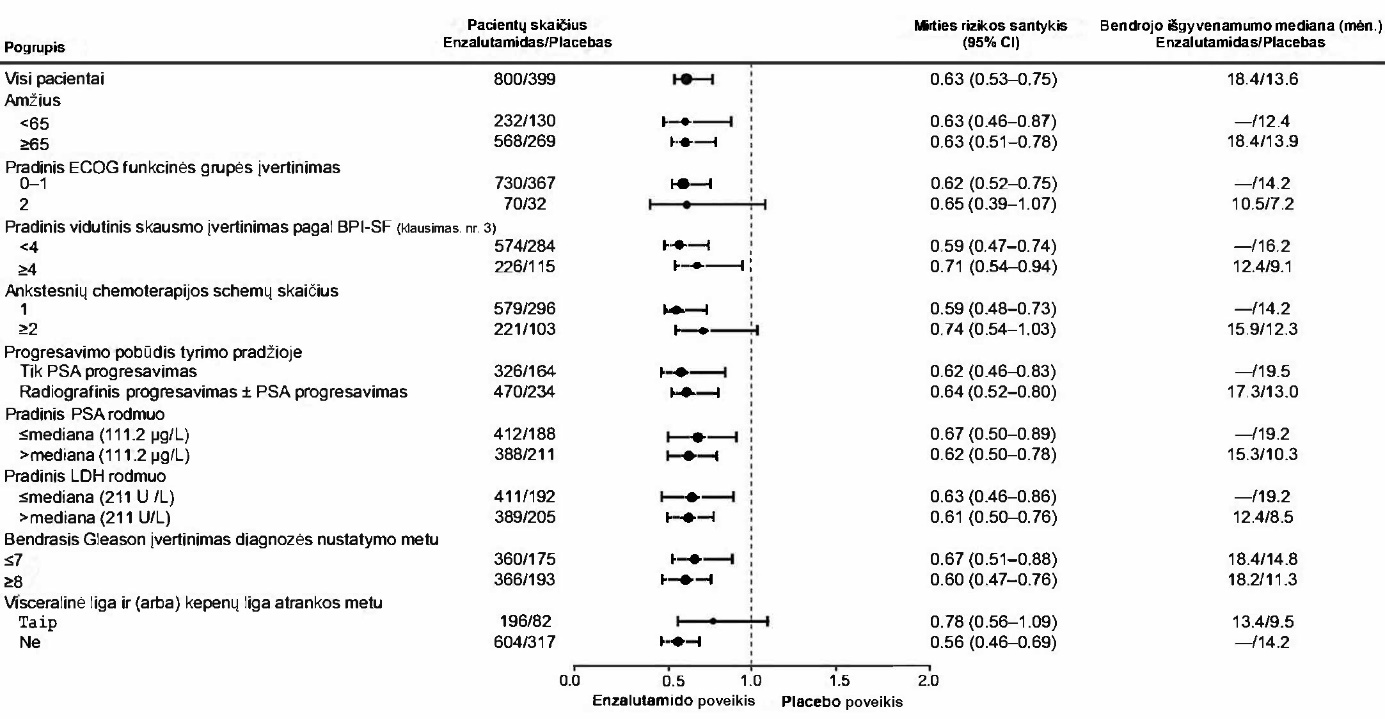 Pogrupis Pacientų skaičius Enzalutamidas/Placebas Mirties rizikos santykis (95% CI) Bendrojo išgyvenamumo mediana (mėn.) Enzalutamidas/Placebas
Visi pacientai 800/399 0.63 (0.53–0.75) 18.4/13.6
Amžius
<65 232/130 0.63 (0.46–0.87) —/12.4
≥65 568/269 0.63 (0.51–0.78) 18.4/13.9
Pradinis ECOG funkcinės grupės įvertinimas
0–1 730/367 0.62 (0.52–0.75) —/14.2
2 70/32 0.65 (0.39–1.07) 10.5/7.2
Pradinis vidutinis skausmo įvertinimas pagal BPI-SF (klausimas. nr. 3)
<4 574/284 0.59 (0.47–0.74) —/16.2
≥4 226/115 0.71 (0.54–0.94) 12.4/9.1
Ankstesnių chemoterapijos schemų skaičius
1 579/296 0.59 (0.48–0.73) —/14.2
≥2 221/103 0.74 (0.54–1.03) 15.9/12.3
Progresavimo pobūdis tyrimo pradžioje
Tik PSA progresavimas 326/164 0.62 (0.46–0.83) —/19.5
Radiografinis progresavimas ± PSA progresavimas 470/234 0.64 (0.52–0.80) 17.3/13.0
Pradinis PSA rodmuo
≤mediana (111.2 µg/L) 412/188 0.67 (0.50–0.89) —/19.2
>mediana (111.2 µg/L) 388/211 0.62 (0.50–0.78) 15.3/10.3
Pradinis LDH rodmuo
≤mediana (211 U /L) 411/192 0.63 (0.46–0.86) —/19.2
>mediana (211 U/L) 389/205 0.61 (0.50–0.76) 12.4/8.5
Bendrasis Gleason įvertinimas diagnozės nustatymo metu
≤7 360/175 0.67 (0.51–0.88) 18.4/14.8
≥8 366/193 0.60 (0.47–0.76) 18.2/11.3
Visceralinė liga ir (arba) kepenų liga atrankos metu
Taip 196/82 0.78 (0.56–1.09) 13.4/9.5
Ne 604/317 0.56 (0.46–0.69) —/14.2
0.0 0.5 1.0 1.5 2.0
Enzalutamido poveikis Placebo poveikis